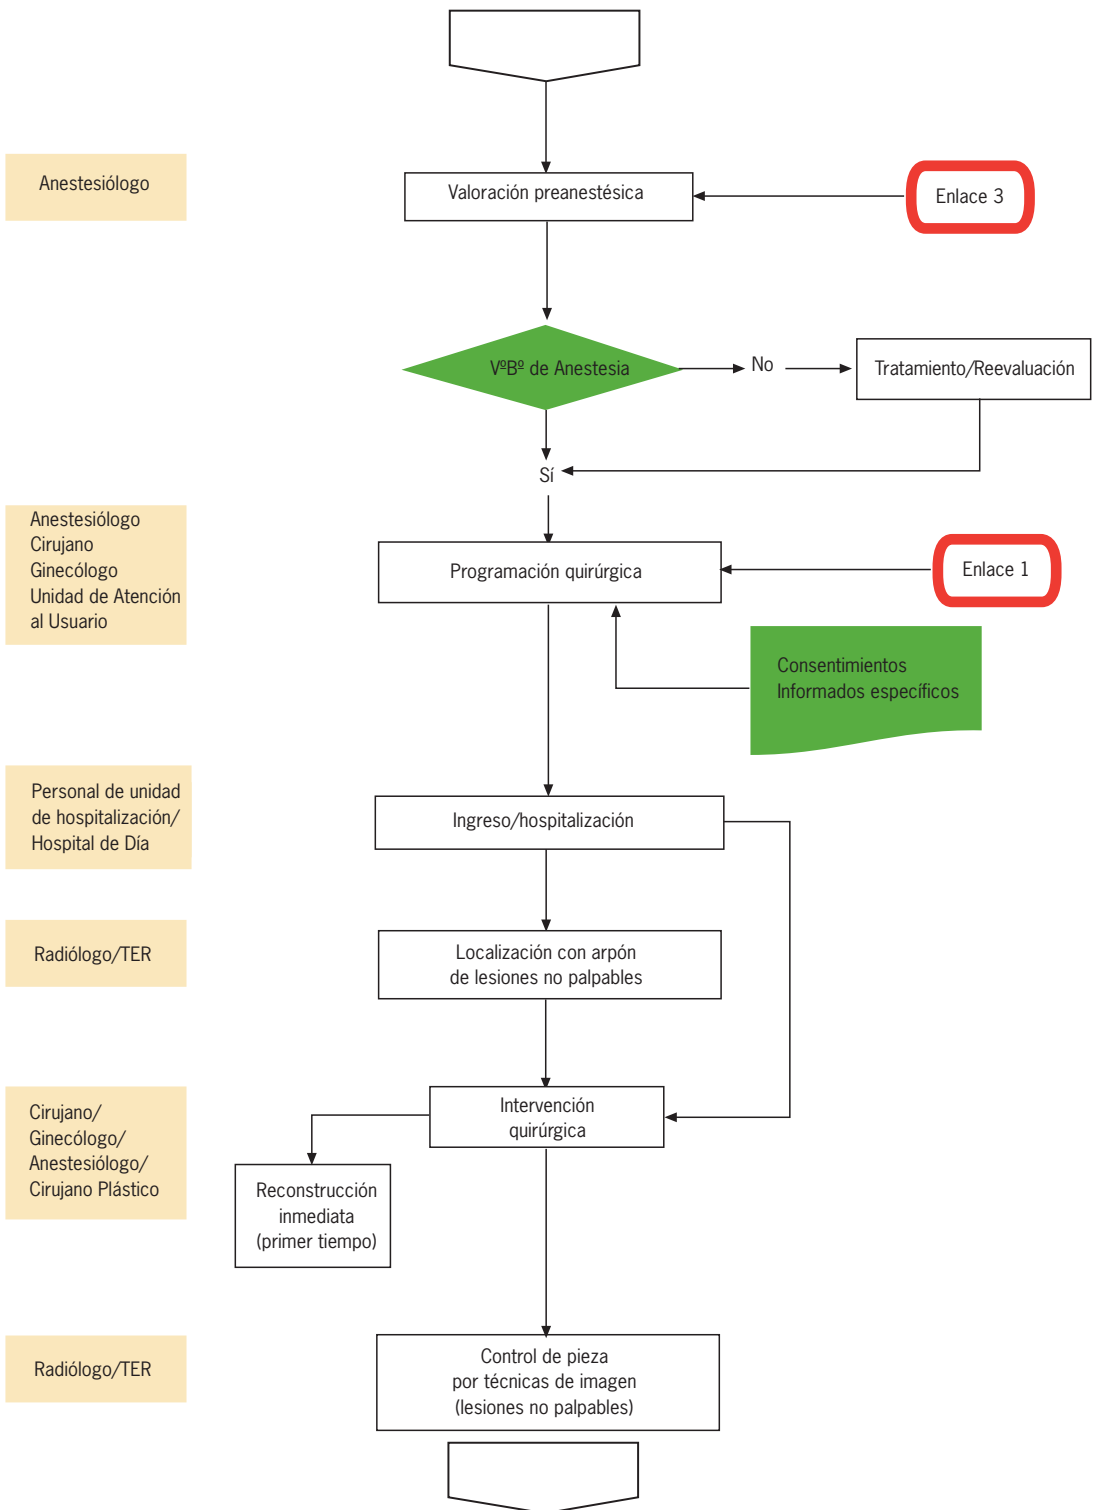 Anestesiólogo
Valoración preanestésica
Enlace 3
VºBº de Anestesia
No
Tratamiento/Reevaluación
Sí
Anestesiólogo
Cirujano
Ginecólogo
Unidad de Atención
al Usuario
Programación quirúrgica
Enlace 1
Consentimientos
Informados específicos
Personal de unidad
de hospitalización/
Hospital de Día
Ingreso/hospitalización
Radiólogo/TER
Localización con arpón
de lesiones no palpables
Cirujano/
Ginecólogo/
Anestesiólogo/
Cirujano Plástico
Intervención
quirúrgica
Reconstrucción
inmediata
(primer tiempo)
Radiólogo/TER
Control de pieza
por técnicas de imagen
(lesiones no palpables)